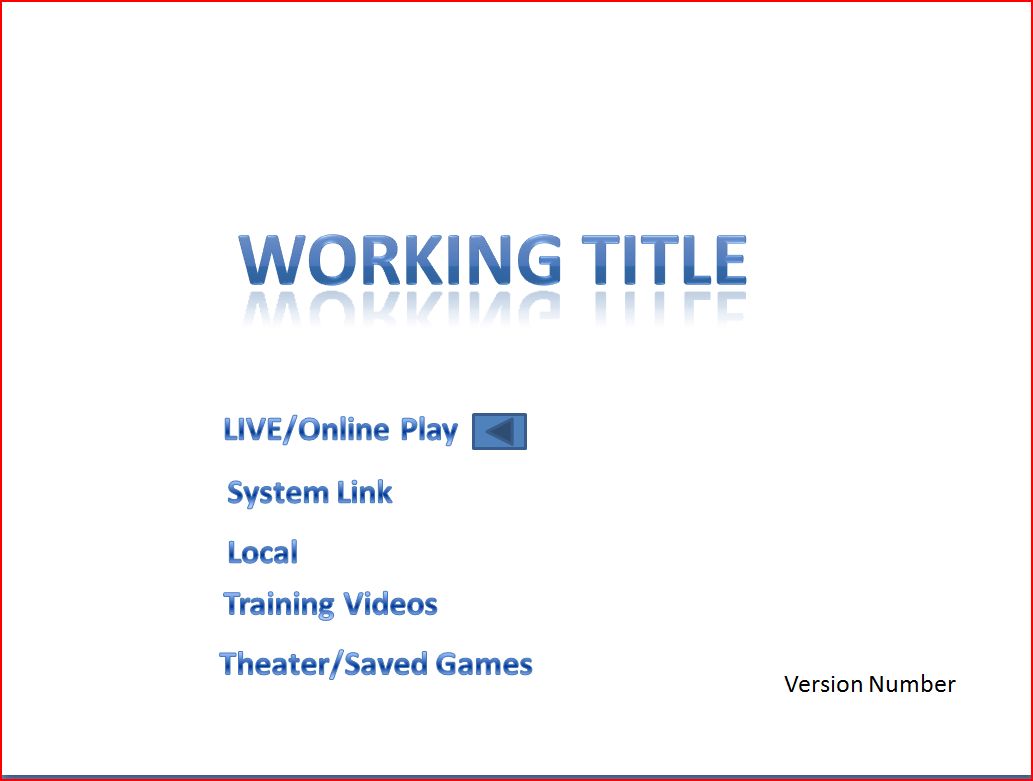 WORKING TITLE
LIVE/Online Play
System Link
Local
Training Videos
Theater/Saved Games
Version Number